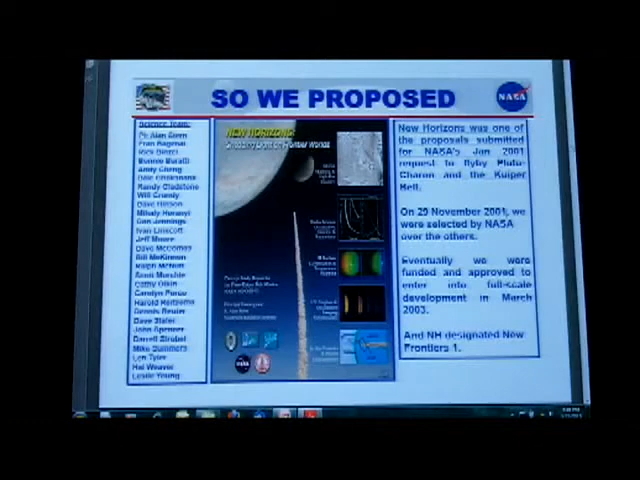 SO WE PROPOSED
NASA
Science Team:
PI: Alan Stern
Fran Bagenal
Rick Binzel
Bonnie Buratti
Andy Cheng
Dale Cruikshank
Randy Gladstone
Will Grundy
Dave Hinson
Mihaly Horanyi
Don Jennings
Ivan Linscott
Jeff Moore
Dave McComas
Bill McKinnon
Ralph McNutt
Scott Murchie
Cathy Olkin
Carolyn Porco
Harold Reitsema
Dennis Reuter
Dave Slater
John Spencer
Darrell Strobel
Mike Summers
Len Tyler
Hal Weaver
Leslie Young
NEW HORIZONS:
Shedding Light on Frontier Worlds
New Horizons was one of
the proposals submitted
for NASA's Jan 2001
request to flyby Pluto-
Charon and the Kuiper
Belt.
On 29 November 2001, we
were selected by NASA
over the others.
Eventually we were
funded and approved to
enter into full-scale
development in March
2003.
And NH designated New
Frontiers 1.